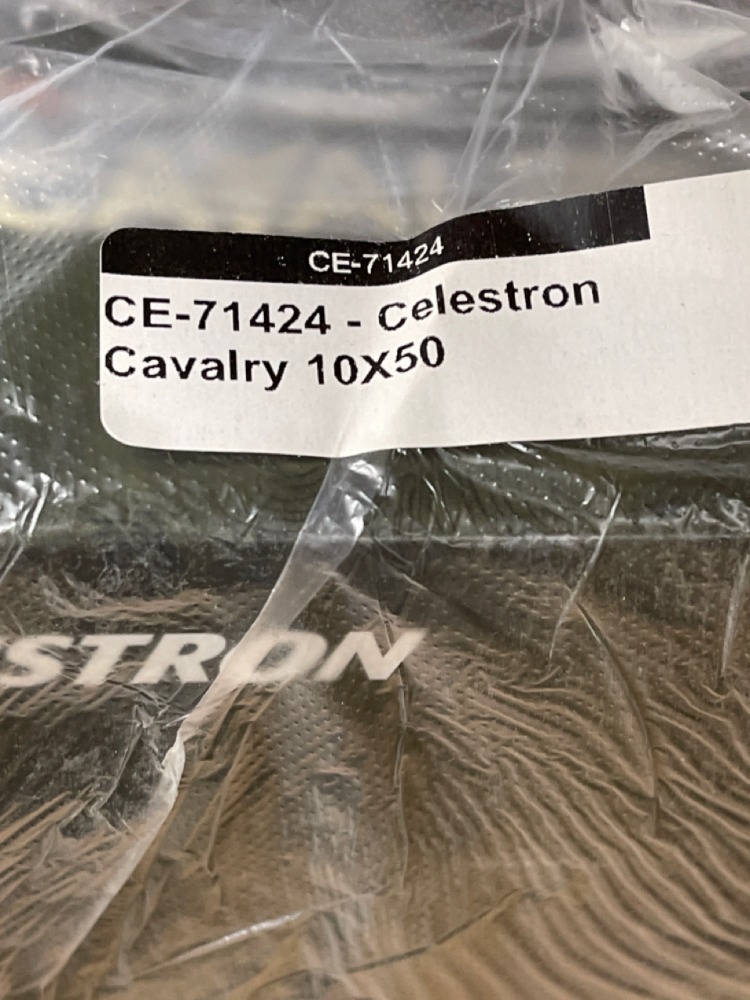 CE-71424
CE-71424 - Celestron
Cavalry 10X50
STRON